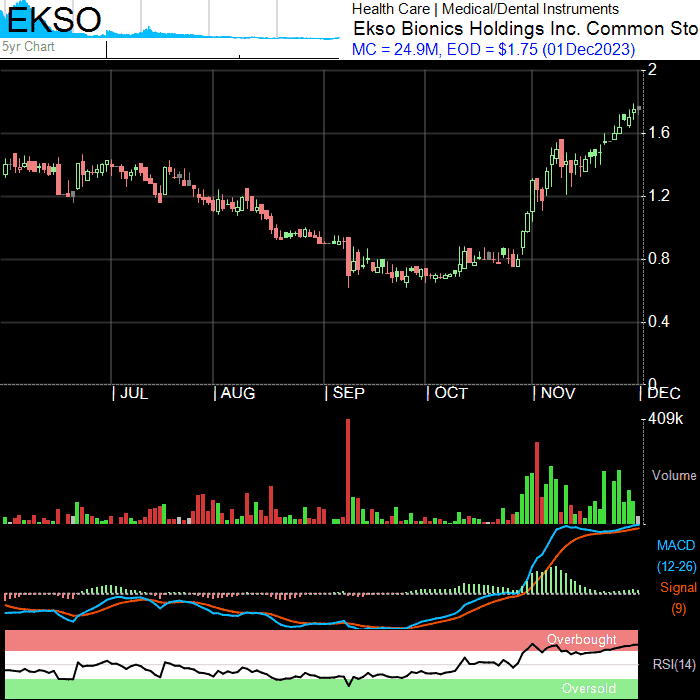 EKSO
5yr Chart
Health Care | Medical/Dental Instruments
Ekso Bionics Holdings Inc. Common Sto
MC = 24.9M, EOD = $1.75 (01Dec2023)
2
1.6
1.2
0.8
0.4
0
JUL
AUG
SEP
OCT
NOV
DEC
409k
Volume
MACD
(12-26)
Signal
(9)
Overbought
RSI(14)
Oversold